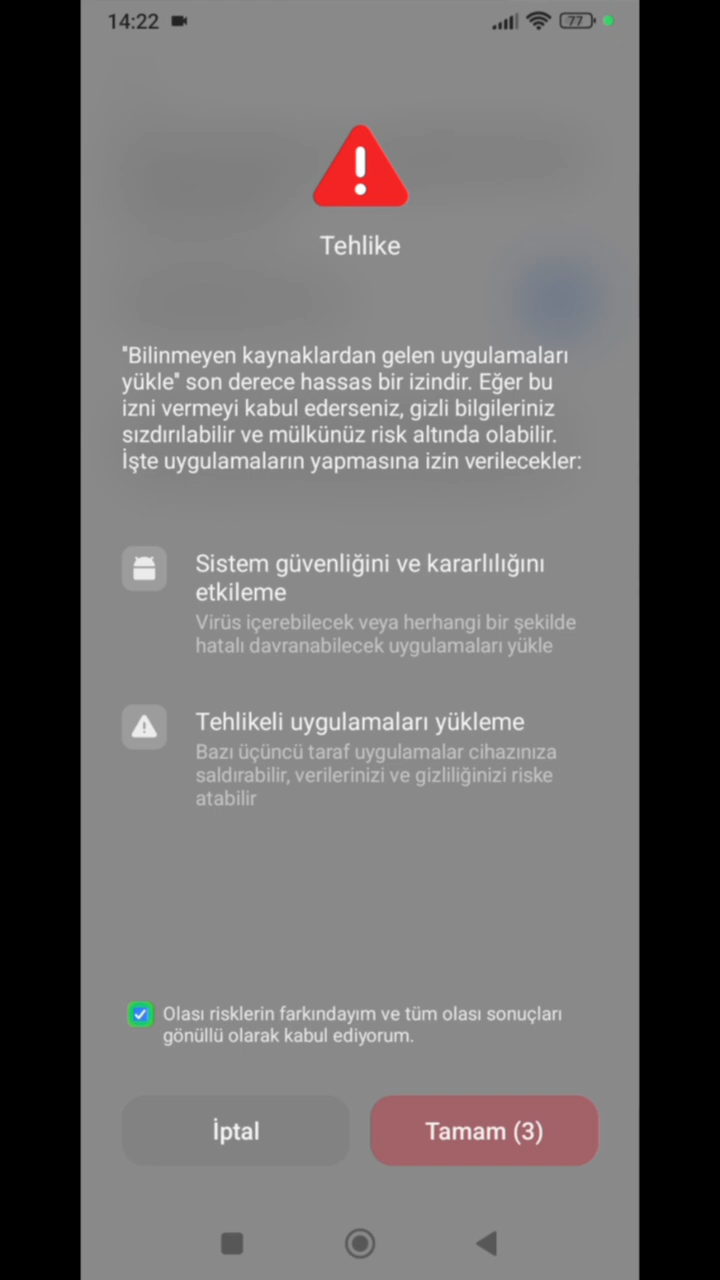 14:22
77
Tehlike
"Bilinmeyen kaynaklardan gelen uygulamaları
yükle" son derece hassas bir izindir. Eğer bu
izni vermeyi kabul ederseniz, gizli bilgileriniz
sızdırılabilir ve mülkünüz risk altında olabilir.
İşte uygulamaların yapmasına izin verilecekler:
Sistem güvenliğini ve kararlılığını
etkileme
Virüs içerebilecek veya herhangi bir şekilde
hatalı davranabilecek uygulamaları yükle
Tehlikeli uygulamaları yükleme
Bazı üçüncü taraf uygulamalar cihazınıza
saldırabilir, verilerinizi ve gizliliğinizi riske
atabilir
Olası risklerin farkındayım ve tüm olası sonuçları
gönüllü olarak kabul ediyorum.
İptal
Tamam (3)